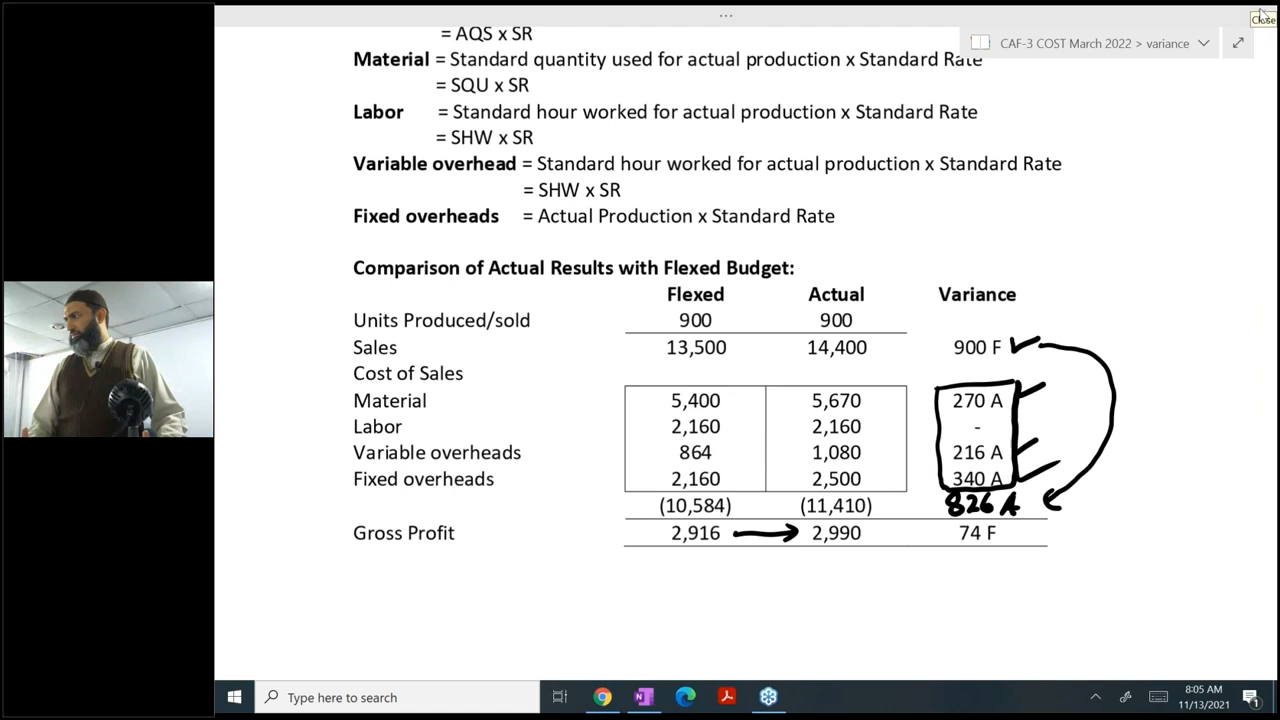 Close
CAF-3 COST March 2022 > variance
= AQS x SR
Material = Standard quantity used for actual production x Standard Rate
= SQU x SR
Labor = Standard hour worked for actual production x Standard Rate
= SHW x SR
Variable overhead = Standard hour worked for actual production x Standard Rate
= SHW x SR
Fixed overheads = Actual Production x Standard Rate
Comparison of Actual Results with Flexed Budget:
Flexed Actual Variance
Units Produced/sold 900 900
Sales 13,500 14,400 900 F
Cost of Sales
Material 5,400 5,670 270 A
Labor 2,160 2,160 -
Variable overheads 864 1,080 216 A
Fixed overheads 2,160 2,500 340 A
(10,584) (11,410) 826 A
Gross Profit 2,916 2,990 74 F
Type here to search
8:05 AM
11/13/2021
1